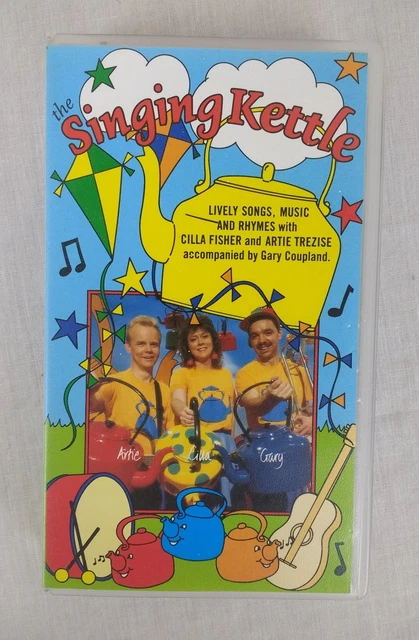 the
Singing Kettle
LIVELY SONGS, MUSIC
AND RHYMES with
CILLA FISHER and ARTIE TREZISE
accompanied by Gary Coupland.
Artie Cilla Gary